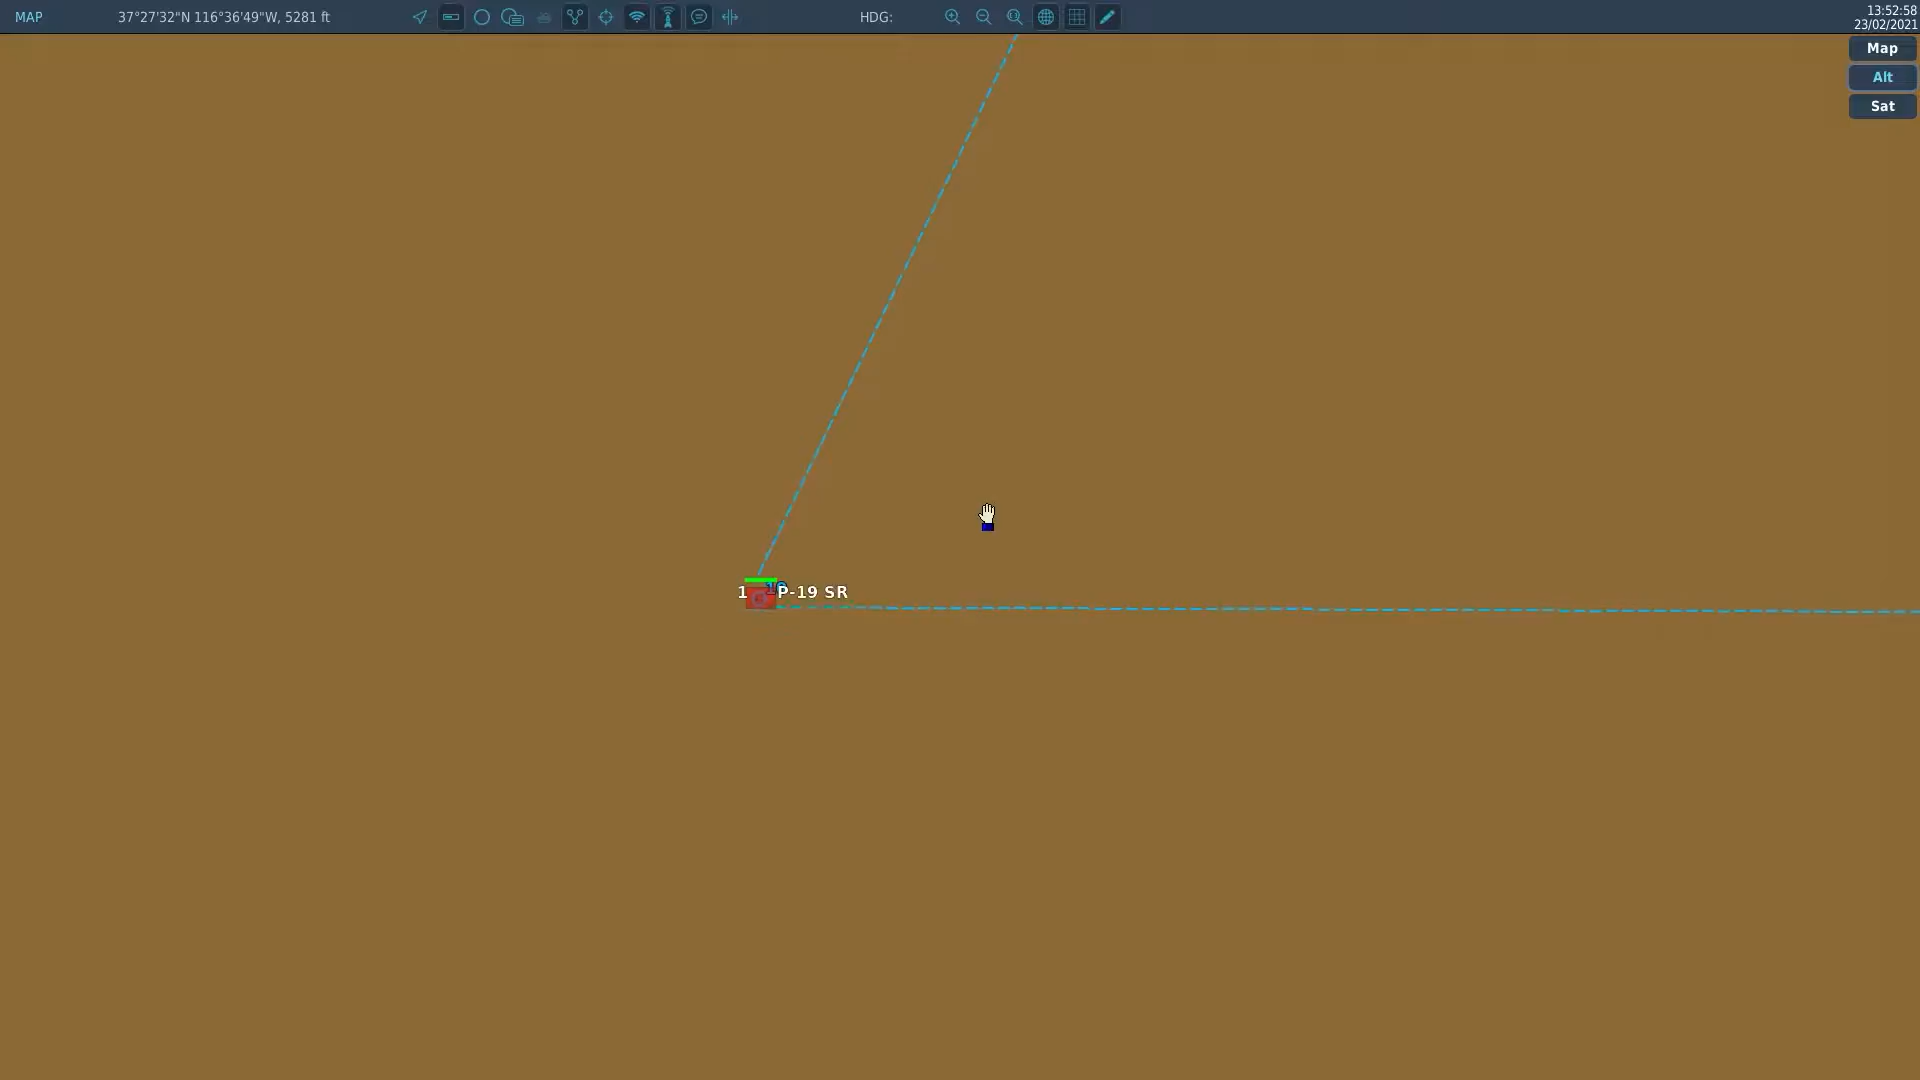 MAP
37°27'32"N 116°36'49"W, 5281 ft
HDG:
13:52:58
23/02/2021
Map
Alt
Sat
1
P-19 SR